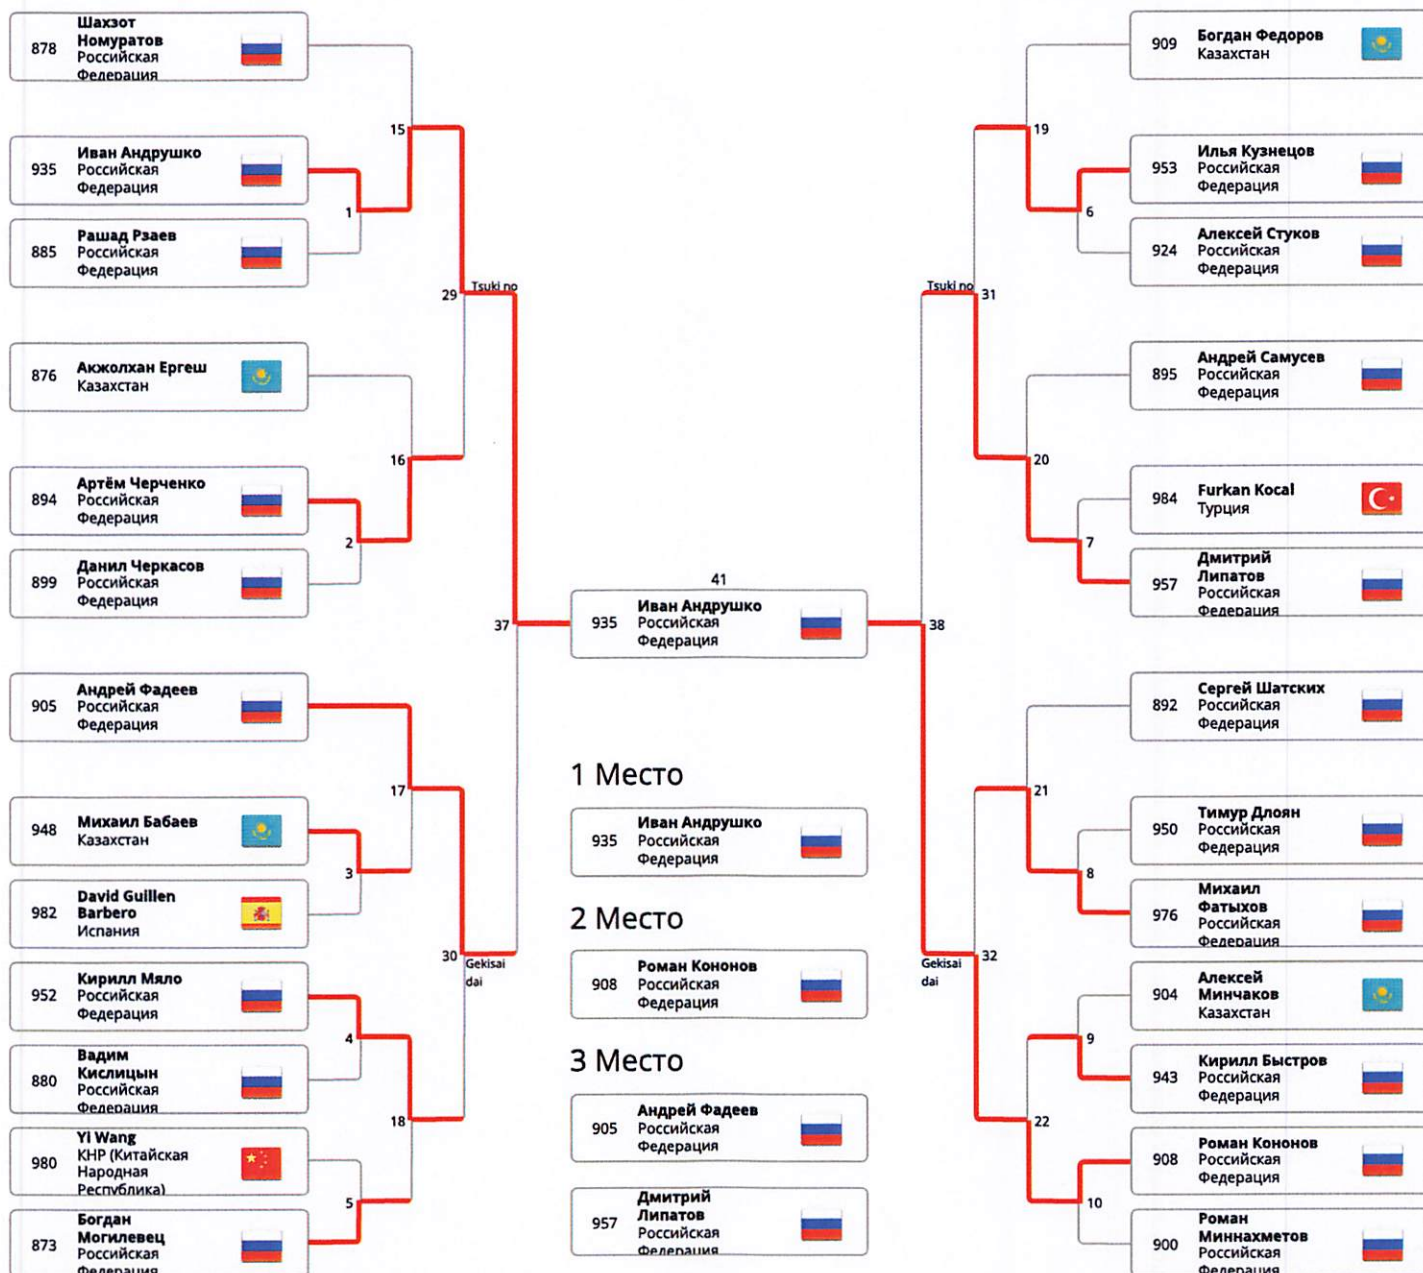 878
Шахзот
Номуратов
Российская
Федерация
935
Иван Андрушко
Российская
Федерация
885
Рашад Рзаев
Российская
Федерация
876
Акжолхан Ергеш
Казахстан
894
Артём Черченко
Российская
Федерация
899
Данил Черкасов
Российская
Федерация
905
Андрей Фадеев
Российская
Федерация
948
Михаил Бабаев
Казахстан
982
David Guillen
Barbero
Испания
952
Кирилл Мяло
Российская
Федерация
880
Вадим
Кислицын
Российская
Федерация
980
Yi Wang
КНР (Китайская
Народная
Республика)
873
Богдан
Могилевец
Российская
Федерация
15
1
16
2
17
3
4
18
5
29
Tsuki no
30
Gekisai
dai
37
41
935
Иван Андрушко
Российская
Федерация
1 Место
935
Иван Андрушко
Российская
Федерация
2 Место
908
Роман Кононов
Российская
Федерация
3 Место
905
Андрей Фадеев
Российская
Федерация
957
Дмитрий
Липатов
Российская
Федерация
38
Tsuki no
31
Gekisai
dai
32
19
6
20
7
21
8
9
22
10
909
Богдан Федоров
Казахстан
953
Илья Кузнецов
Российская
Федерация
924
Алексей Стуков
Российская
Федерация
895
Андрей Самусев
Российская
Федерация
984
Furkan Kocal
Турция
957
Дмитрий
Липатов
Российская
Федерация
892
Сергей Шатских
Российская
Федерация
950
Тимур Длоян
Российская
Федерация
976
Михаил
Фатыхов
Российская
Федерация
904
Алексей
Минчаков
Казахстан
943
Кирилл Быстров
Российская
Федерация
908
Роман Кононов
Российская
Федерация
900
Роман
Миннахметов
Российская
Федерация